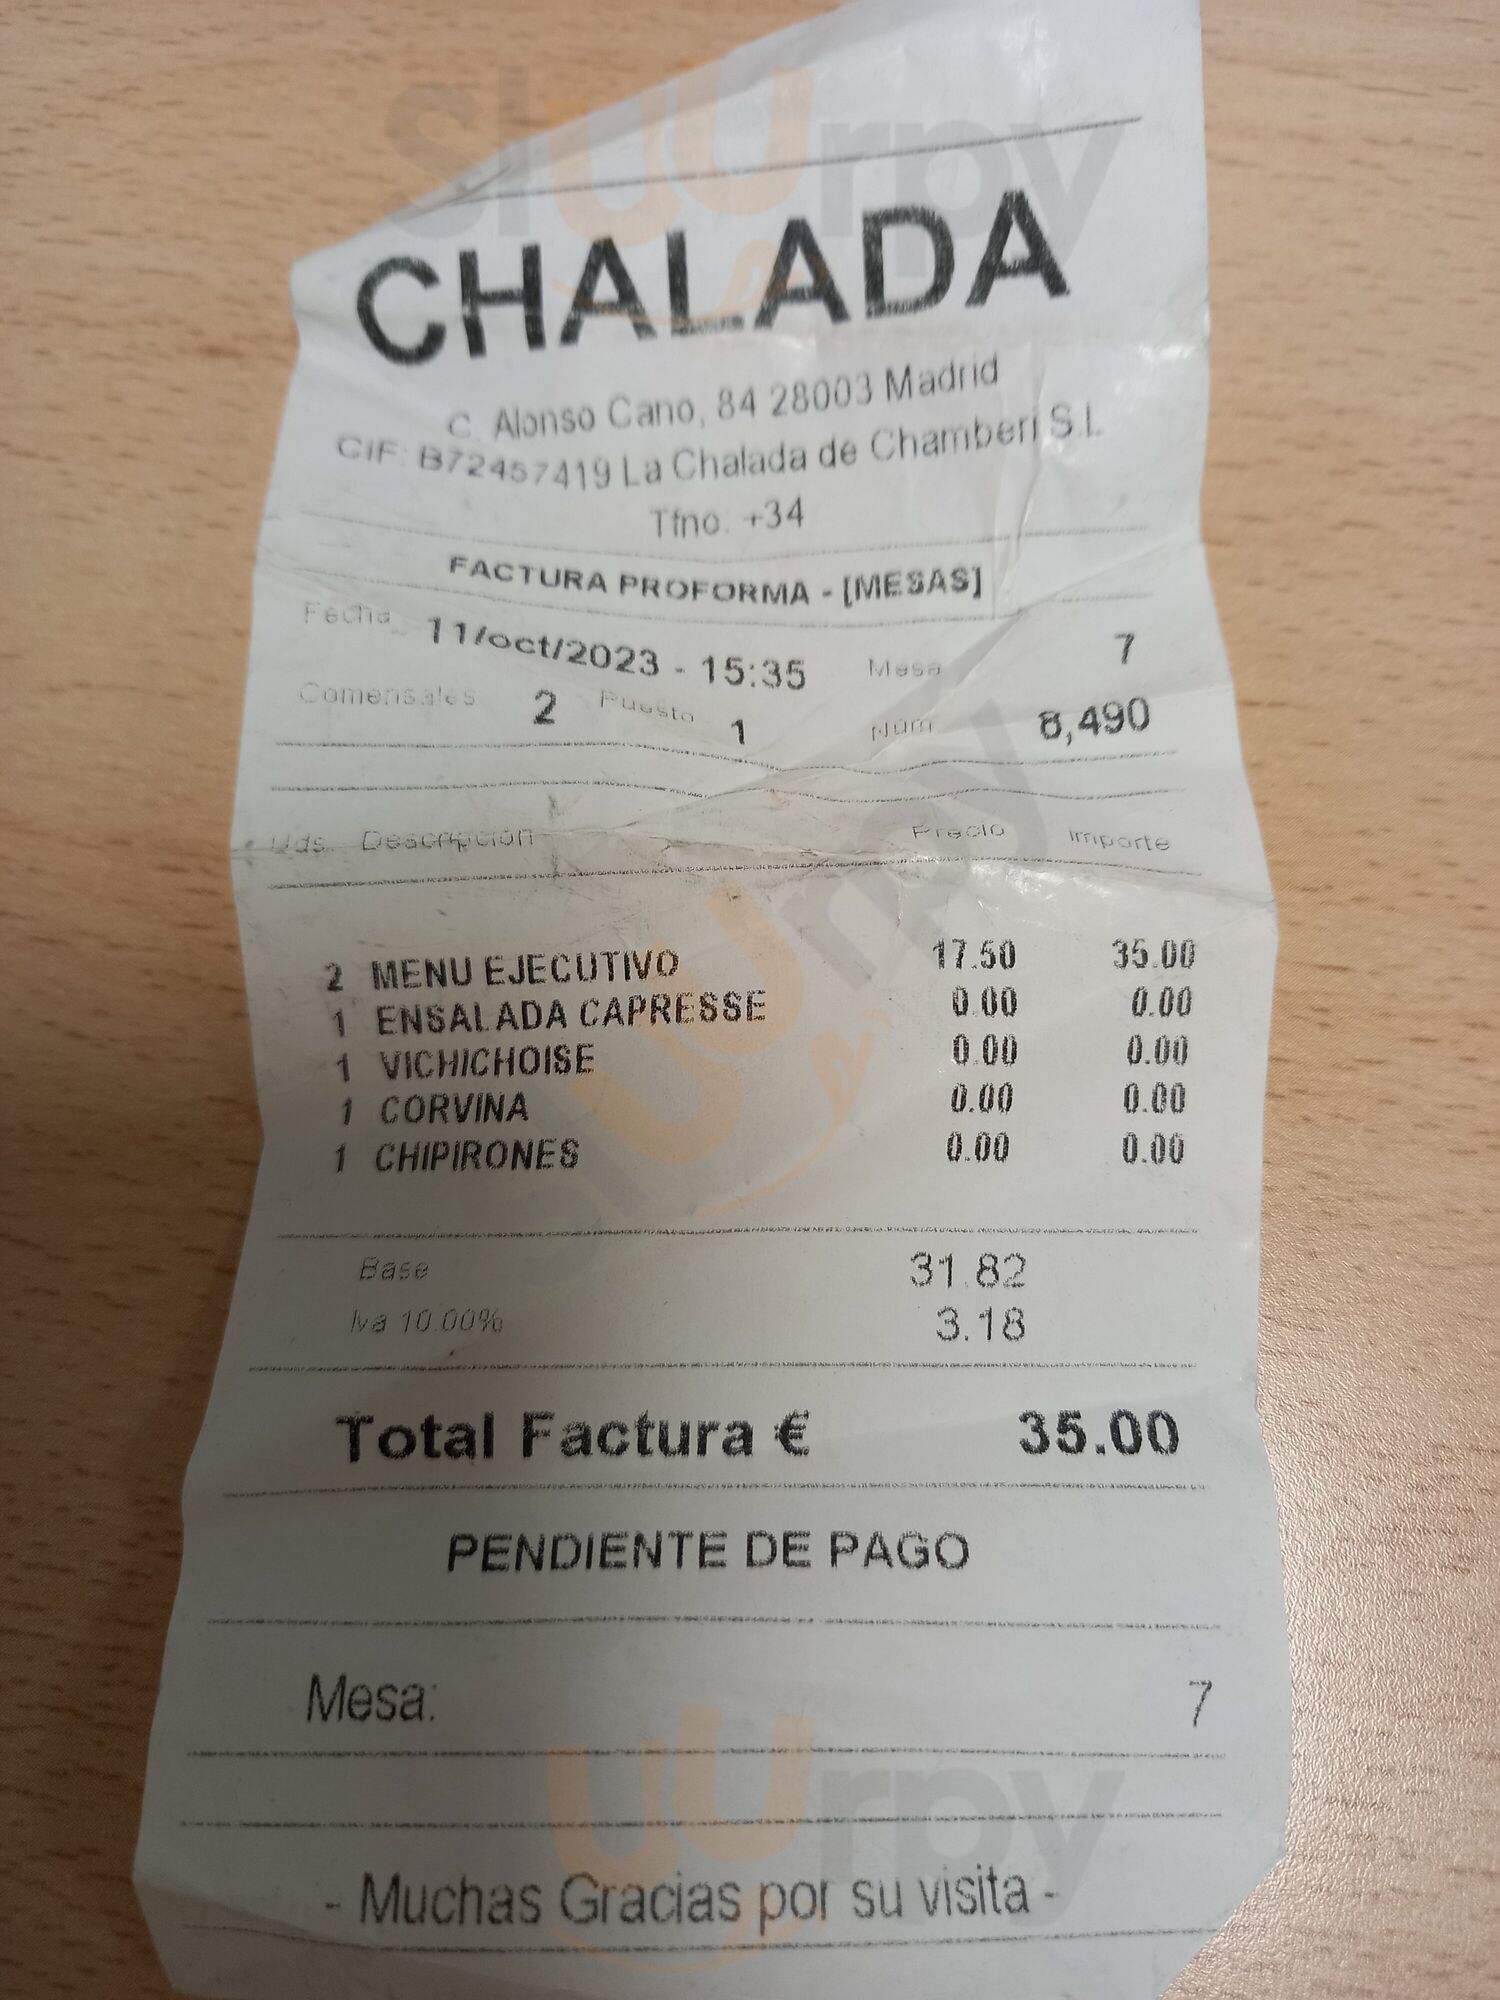 CHALADA
C. Alonso Cano, 84 28003 Madrid
CIF: B72457419 La Chalada de Chamberi S.L
Tfno: +34
FACTURA PROFORMA - [MESAS]
Fecha 11/oct/2023 - 15:35 Mesa 7
Comensales 2 Puesto 1 Núm 8,490
Uds. Descripción Precio Importe
2 MENU EJECUTIVO 17.50 35.00
1 ENSALADA CAPRESSE 0.00 0.00
1 VICHICHOISE 0.00 0.00
1 CORVINA 0.00 0.00
1 CHIPIRONES 0.00 0.00
Base 31.82
Iva 10.00% 3.18
Total Factura € 35.00
PENDIENTE DE PAGO
Mesa: 7
- Muchas Gracias por su visita -
sluurpy
sluurpy
sluurpy